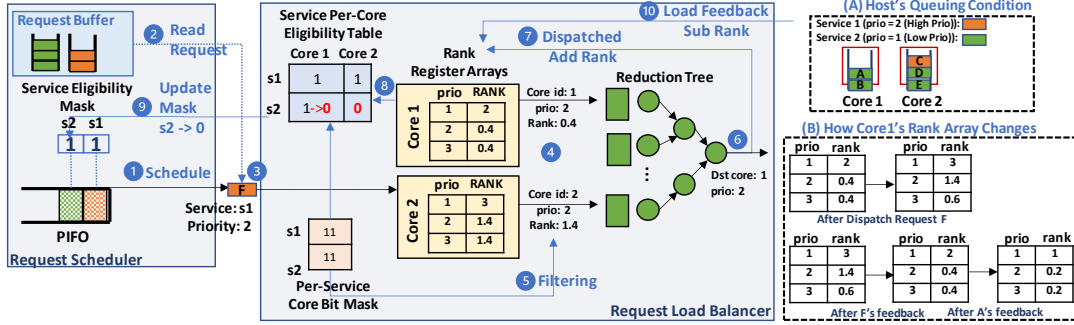 Request Buffer
2 Read
Request
Service Eligibility
Mask
9 Update
Mask
s2 -> 0
s2 s1
1 1
1 Schedule
3
F
Service: s1
Priority: 2
PIFO
Request Scheduler
Service Per-Core
Eligibility Table
Core 1 Core 2
s1 1 1
s2 1->0 0
8
s1 11
s2 11
Per-Service
Core Bit Mask
Rank
Register Arrays
Core 1
prio RANK
1 2
2 0.4
3 0.4
Core 2
prio RANK
1 3
2 1.4
3 1.4
10 Load Feedback
Sub Rank
7 Dispatched
Add Rank
Reduction Tree
Core id: 1
prio: 2
Rank: 0.4
4
Core id: 2
prio: 2
Rank: 1.4
...
6
Dst core: 1
prio: 2
5 Filtering
Request Load Balancer
(A) Host's Queuing Condition
Service 1 (prio = 2 (High Prio)):
Service 2 (prio = 1 (Low Prio)):
A
B
C
D
E
Core 1 Core 2
(B) How Core1's Rank Array Changes
prio rank
1 2
2 0.4
3 0.4
prio rank
1 3
2 1.4
3 0.6
After Dispatch Request F
prio rank
1 3
2 1.4
3 0.6
prio rank
1 2
2 0.4
3 0.4
prio rank
1 1
2 0.2
3 0.2
After F's feedback
After A's feedback